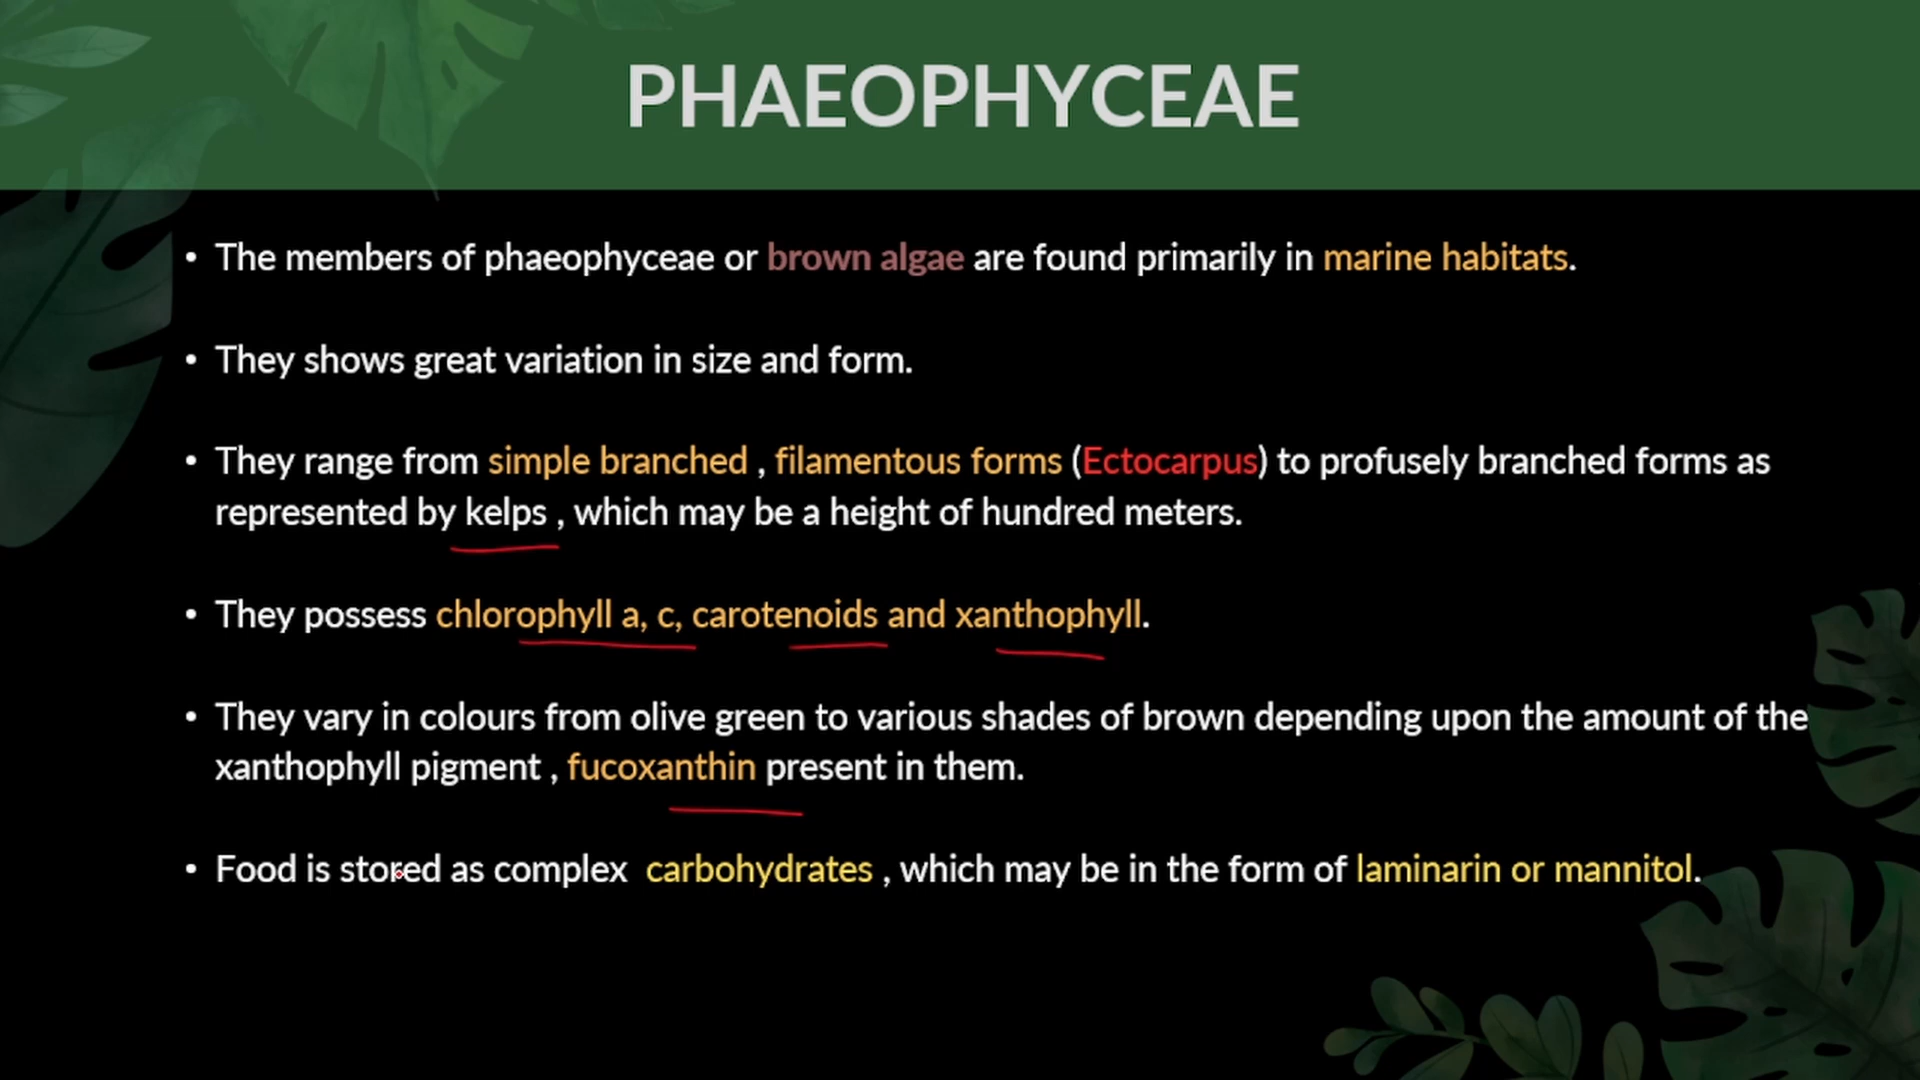 PHAEOPHYCEAE
• The members of phaeophyceae or brown algae are found primarily in marine habitats.
• They shows great variation in size and form.
• They range from simple branched , filamentous forms (Ectocarpus) to profusely branched forms as
represented by kelps , which may be a height of hundred meters.
• They possess chlorophyll a, c, carotenoids and xanthophyll.
• They vary in colours from olive green to various shades of brown depending upon the amount of the
xanthophyll pigment , fucoxanthin present in them.
• Food is stored as complex carbohydrates , which may be in the form of laminarin or mannitol.